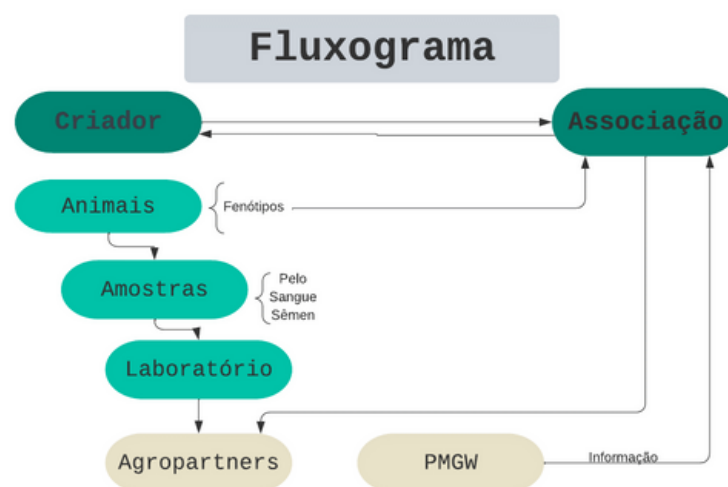 Fluxograma
Criador
Associação
Animais
Fenótipos
Amostras
Pelo
Sangue
Sêmen
Laboratório
Agropartners
PMGW
Informação